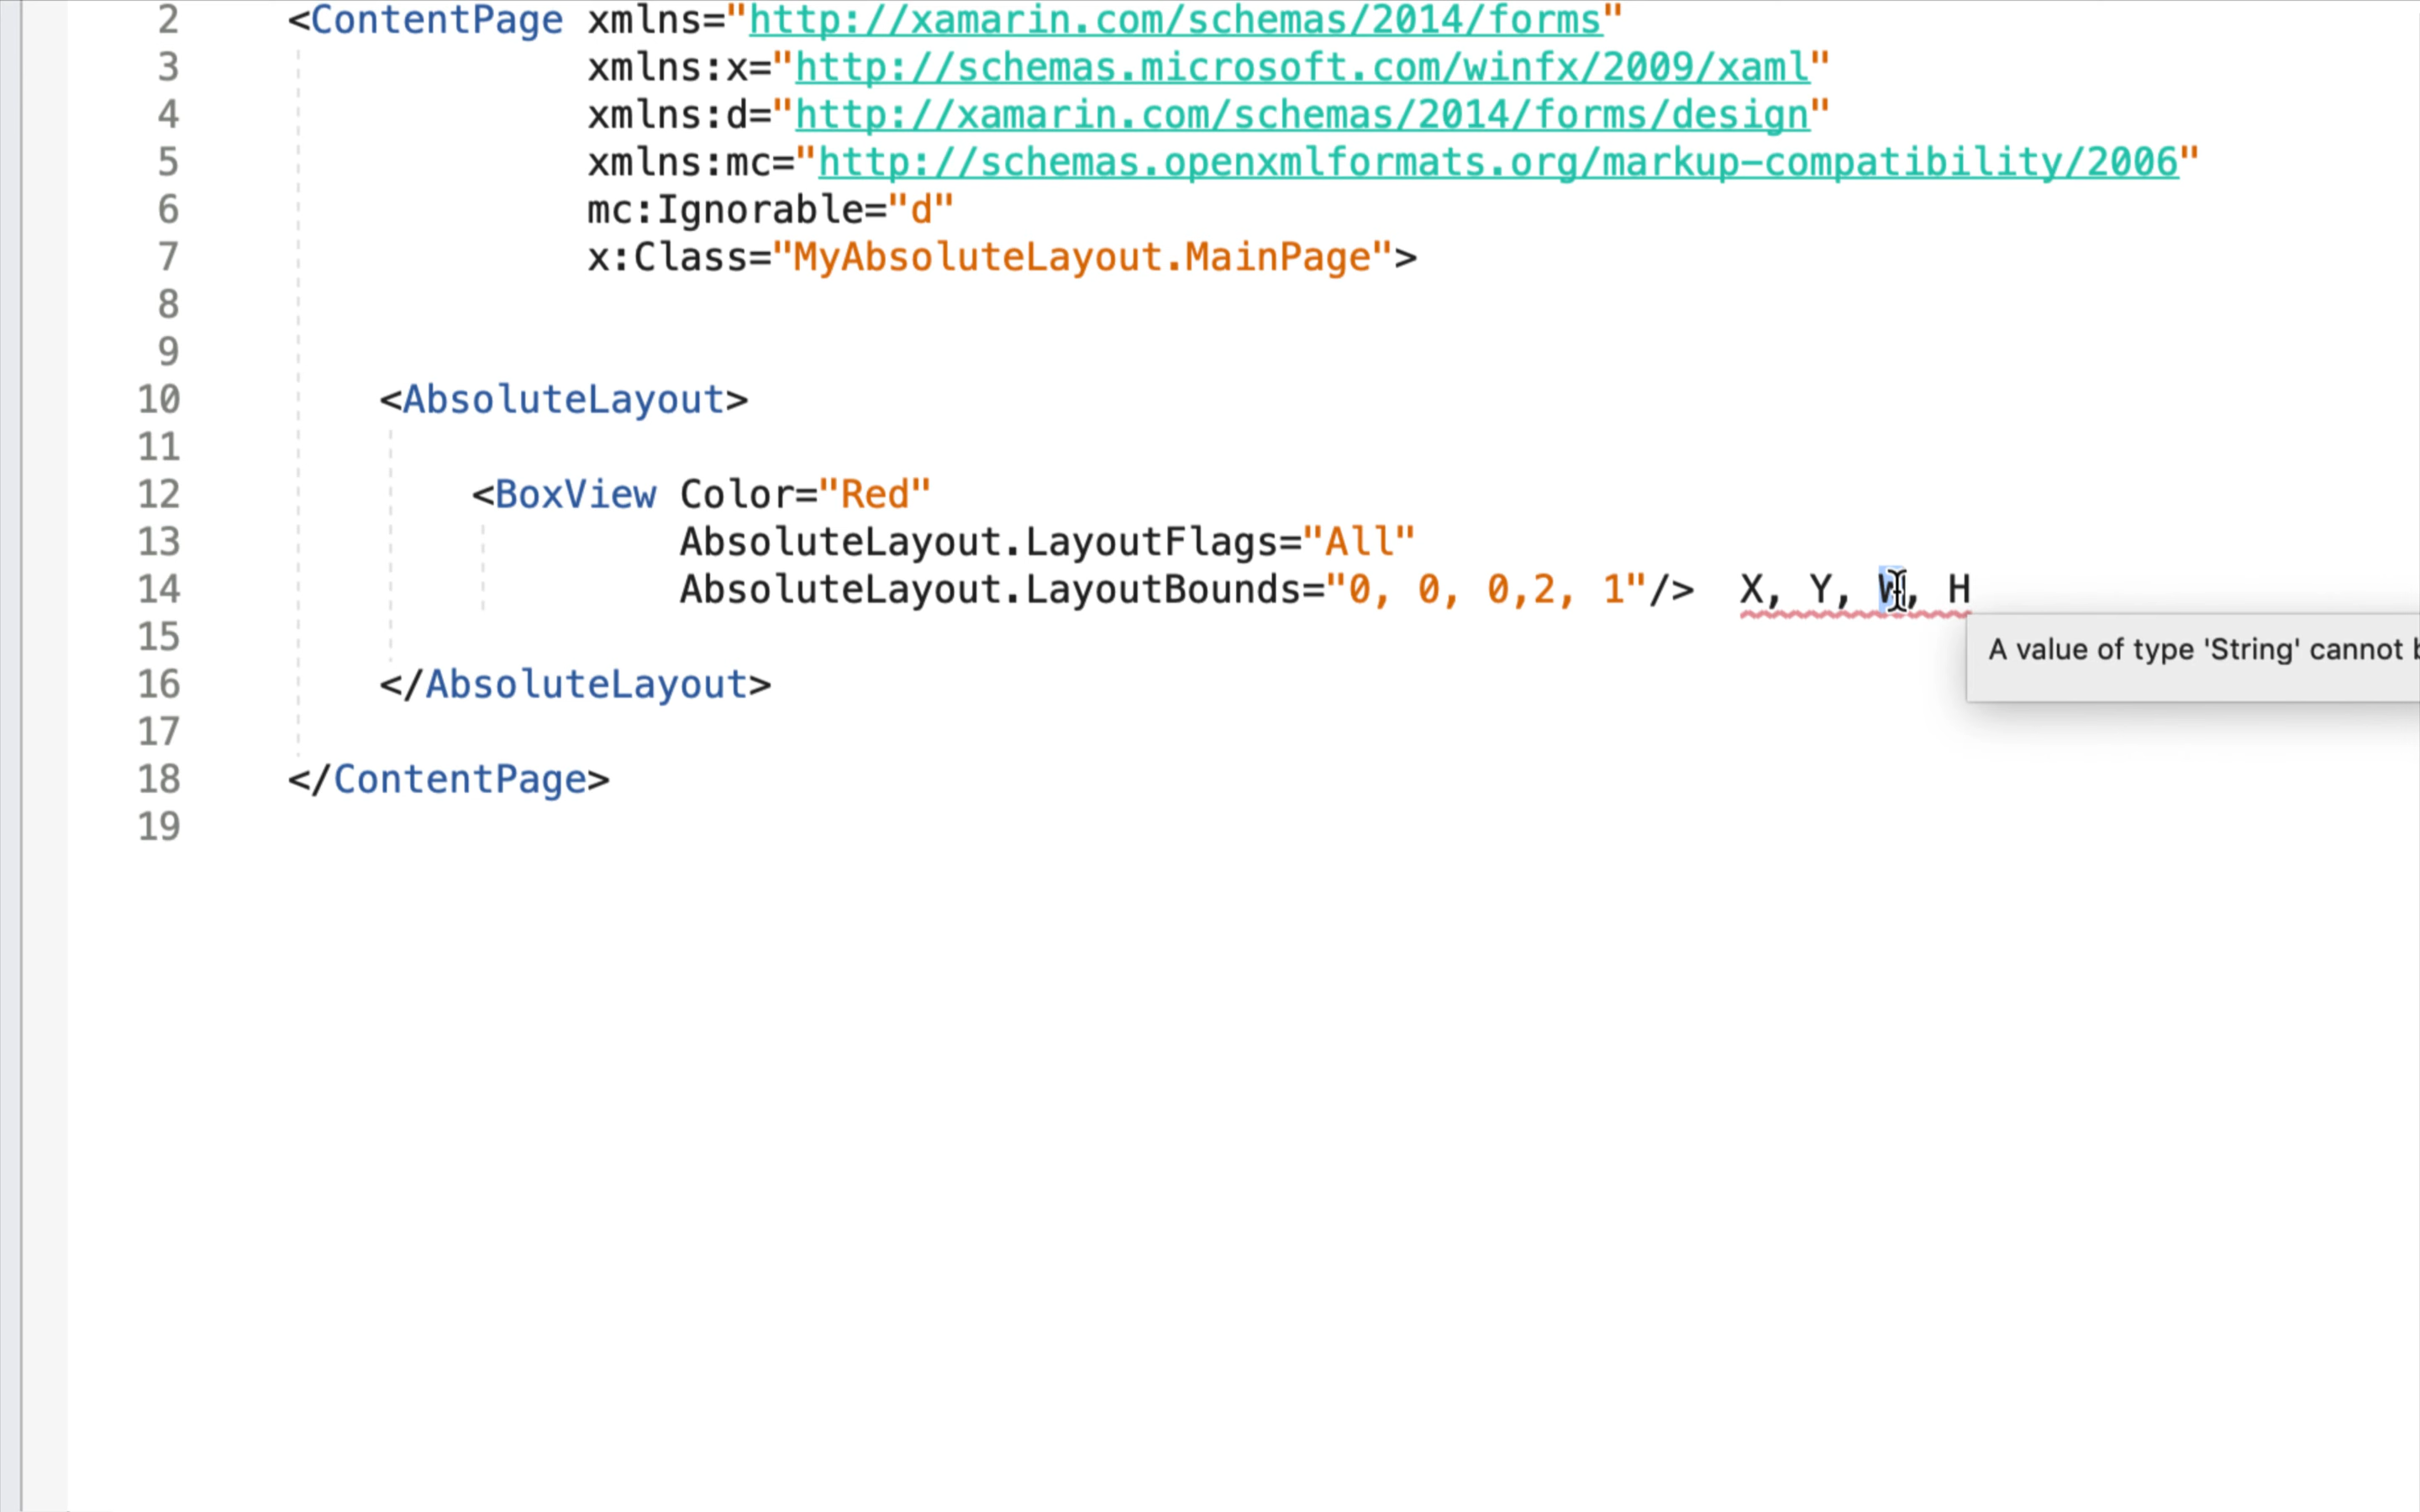 2 <ContentPage xmlns="http://xamarin.com/schemas/2014/forms"
3 xmlns:x="http://schemas.microsoft.com/winfx/2009/xaml"
4 xmlns:d="http://xamarin.com/schemas/2014/forms/design"
5 xmlns:mc="http://schemas.openxmlformats.org/markup-compatibility/2006"
6 mc:Ignorable="d"
7 x:Class="MyAbsoluteLayout.MainPage">
8
9
10 <AbsoluteLayout>
11
12 <BoxView Color="Red"
13 AbsoluteLayout.LayoutFlags="All"
14 AbsoluteLayout.LayoutBounds="0, 0, 0,2, 1"/> X, Y, W, H
15
A value of type 'String' cannot
16 </AbsoluteLayout>
17
18 </ContentPage>
19